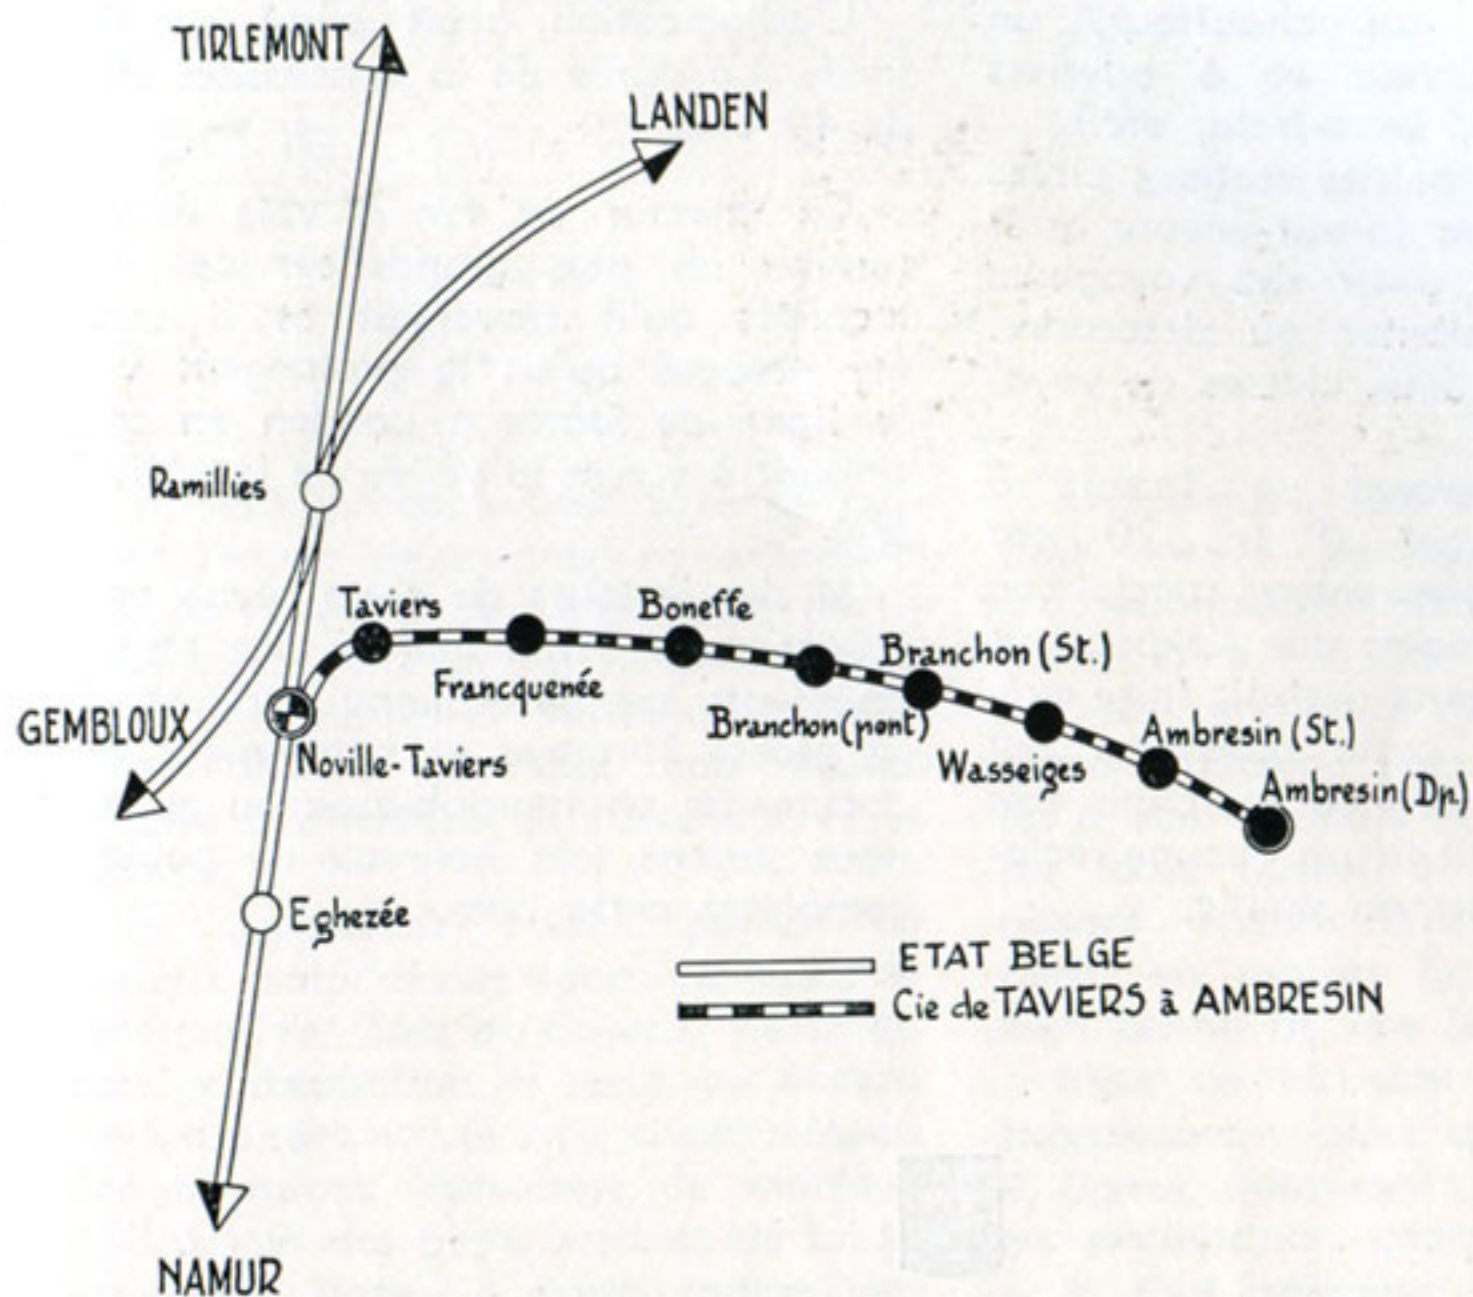 TIRLEMONT
LANDEN
Ramillies
Taviers
Boneffe
Francquenée
Branchon (St.)
GEMBLOUX
Branchon (pont)
Noville-Taviers
Wasseiges
Ambresin (St.)
Ambresin (Dp.)
Eghezée
ETAT BELGE
Cie de TAVIERS à AMBRESIN
NAMUR